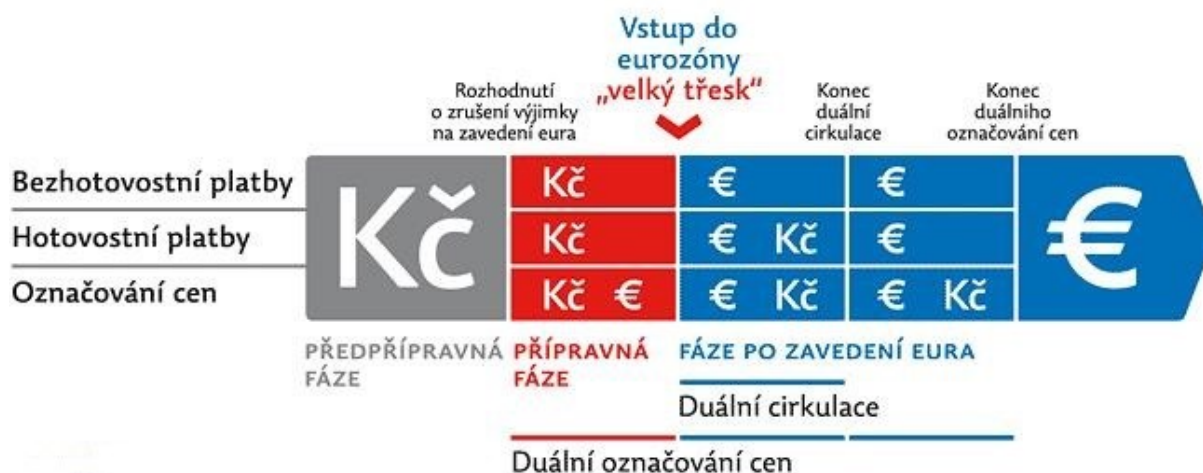 Vstup do
eurozóny
„velký třesk“
Rozhodnutí
o zrušení výjimky
na zavedení eura
Konec
duální
cirkulace
Konec
duálního
označování cen
Bezhotovostní platby
Hotovostní platby
Označování cen
Kč
Kč
€
€
Kč
€ Kč
€
Kč €
€ Kč
€ Kč
€
PŘEDPŘÍPRAVNÁ
FÁZE
PŘÍPRAVNÁ
FÁZE
FÁZE PO ZAVEDENÍ EURA
Duální cirkulace
Duální označování cen